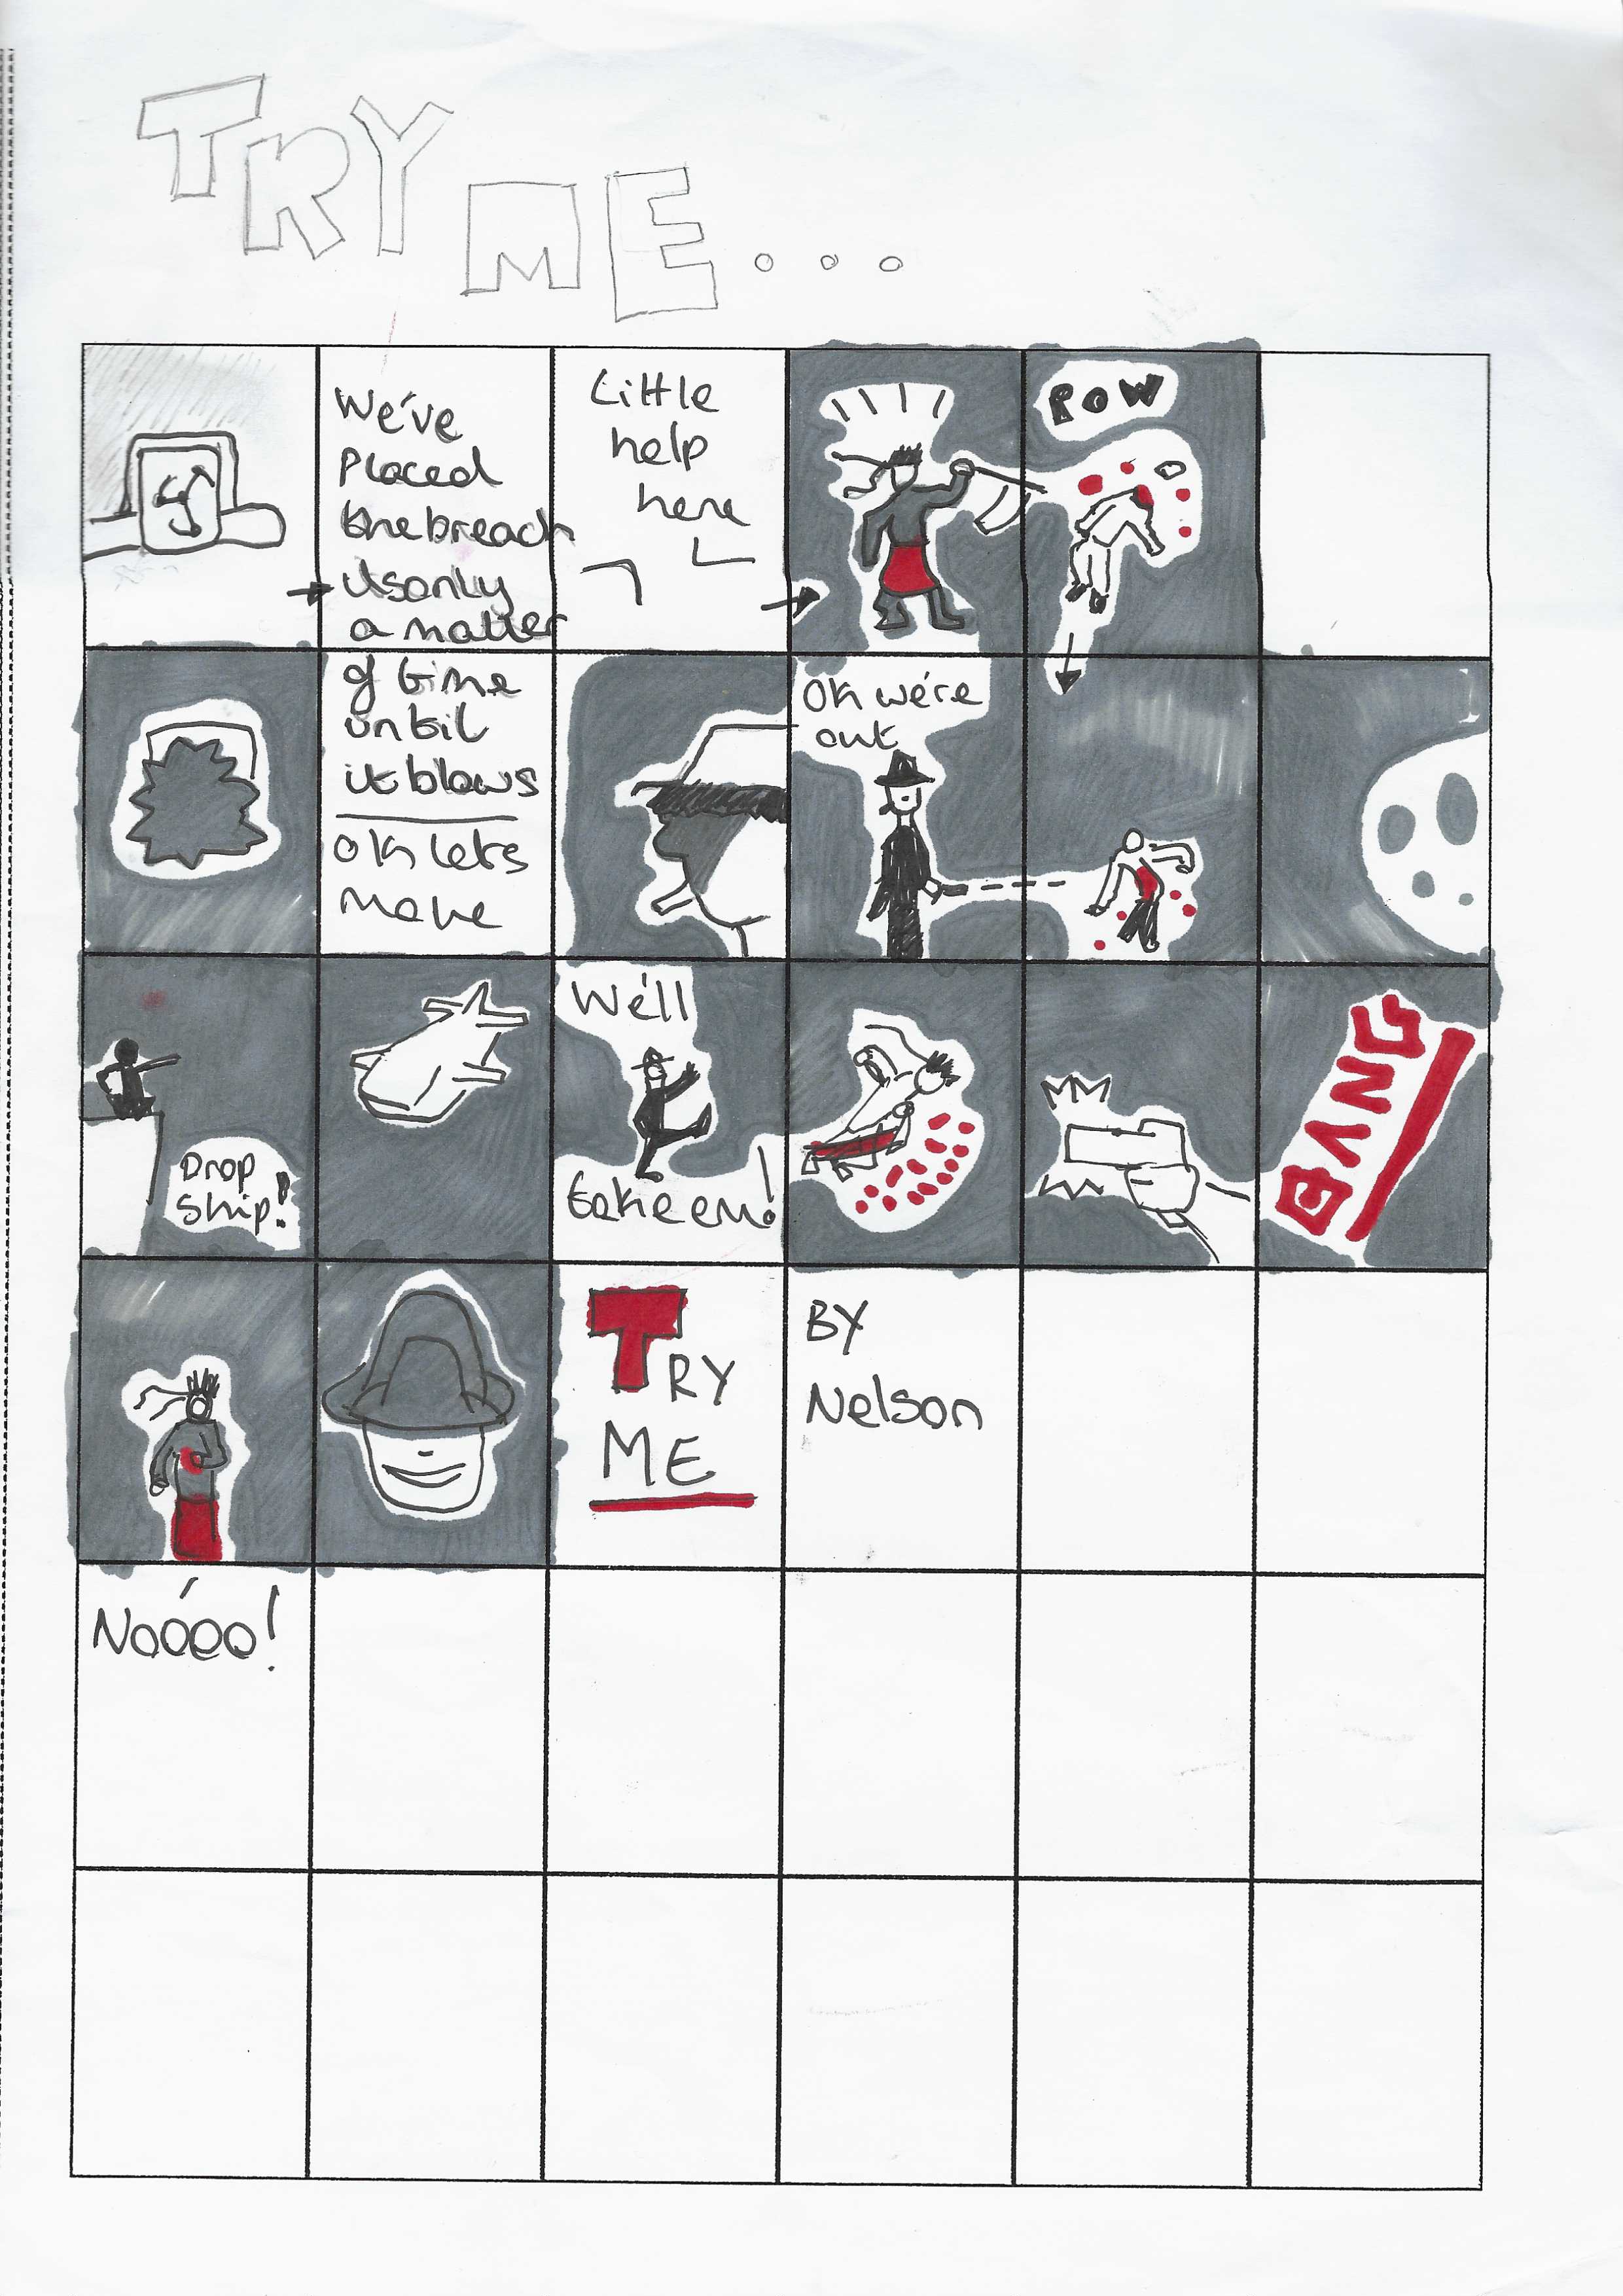 TRY
ME...
We've
Placed
the breach
Its only
a matter
of time
until
it blows
Ok lets
move
Little
help
here
POW
Ok we're
out
Drop
Ship!
We'll
take em!
BANG
TRY
ME
BY
Nelson
Nooooo!